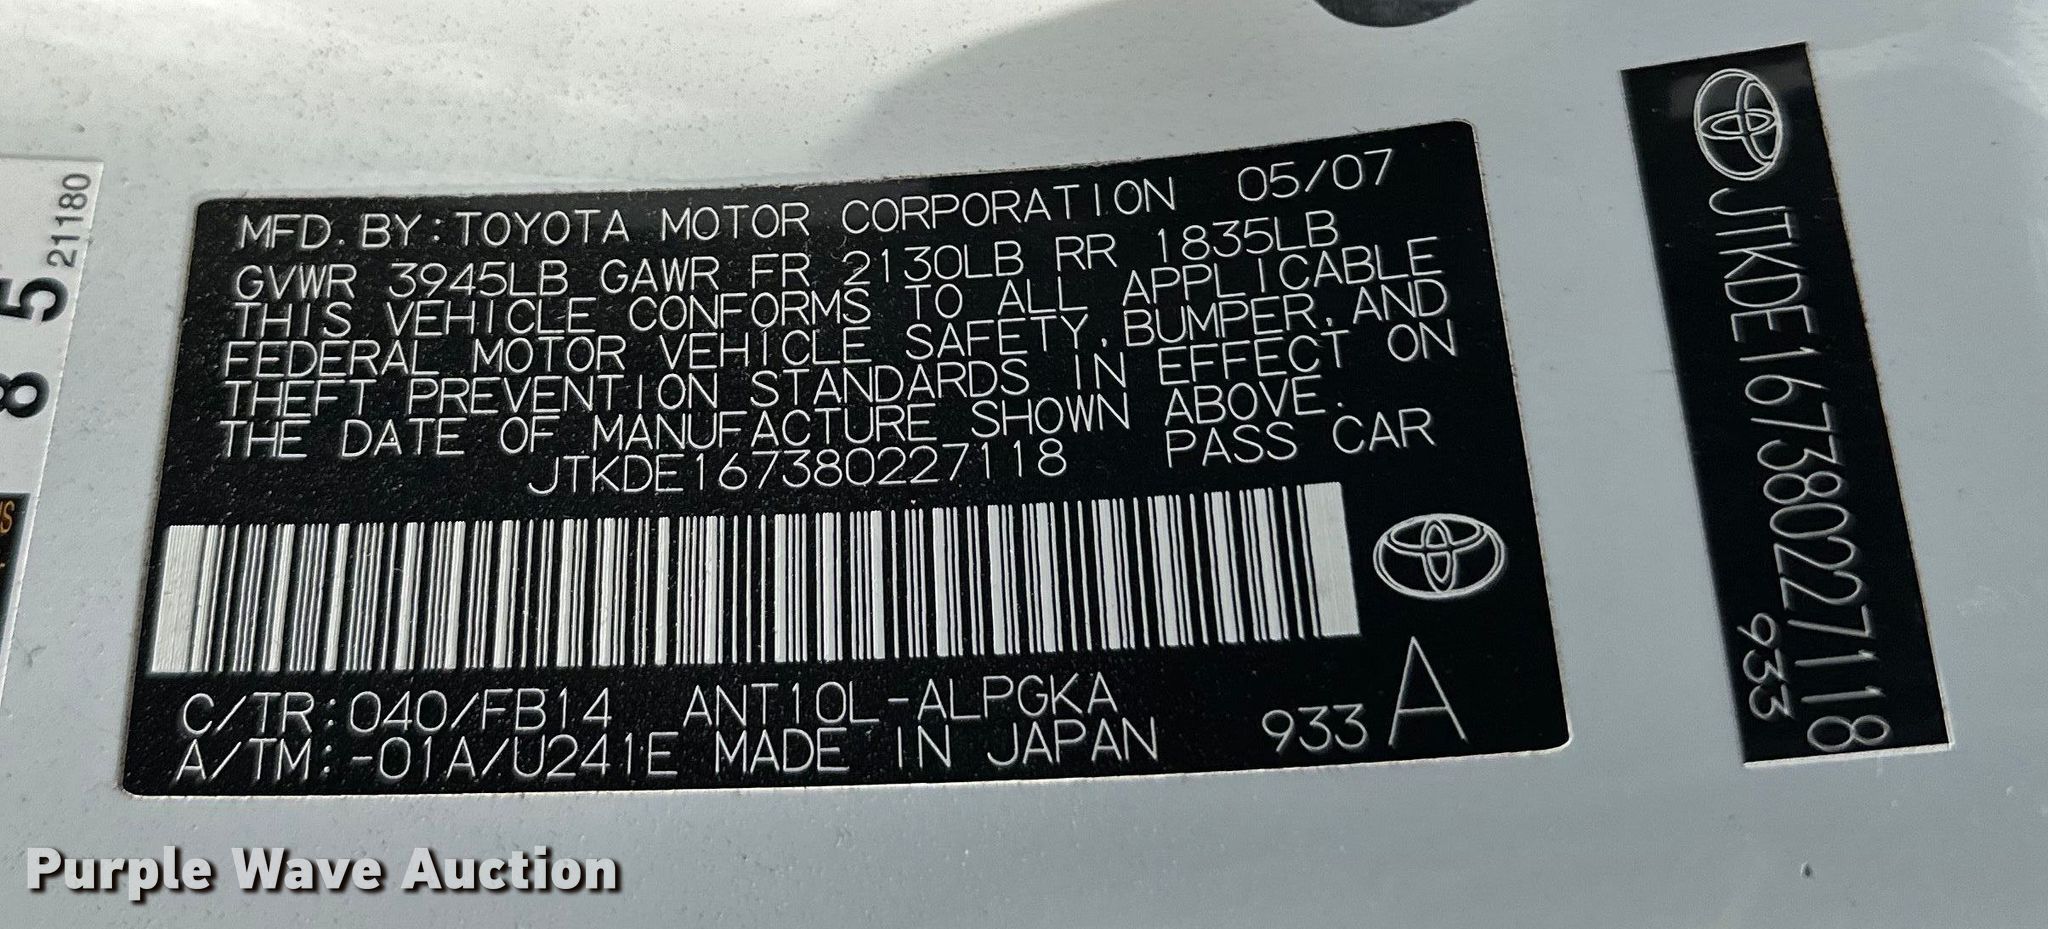 MFD. BY: TOYOTA MOTOR CORPORATION 05/07
GVWR 3945LB GAWR FR 2130LB RR 1835LB
THIS VEHICLE CONFORMS TO ALL APPLICABLE
FEDERAL MOTOR VEHICLE SAFETY, BUMPER, AND
THEFT PREVENTION STANDARDS IN EFFECT ON
THE DATE OF MANUFACTURE SHOWN ABOVE.
JTKDE167380227118 PASS CAR
C/TR: 040/FB14 ANT10L-ALPGKA
A/TM: -01A/U241E MADE IN JAPAN 933 A
JTKDE167380227118
933
21180
8 5
Purple Wave Auction